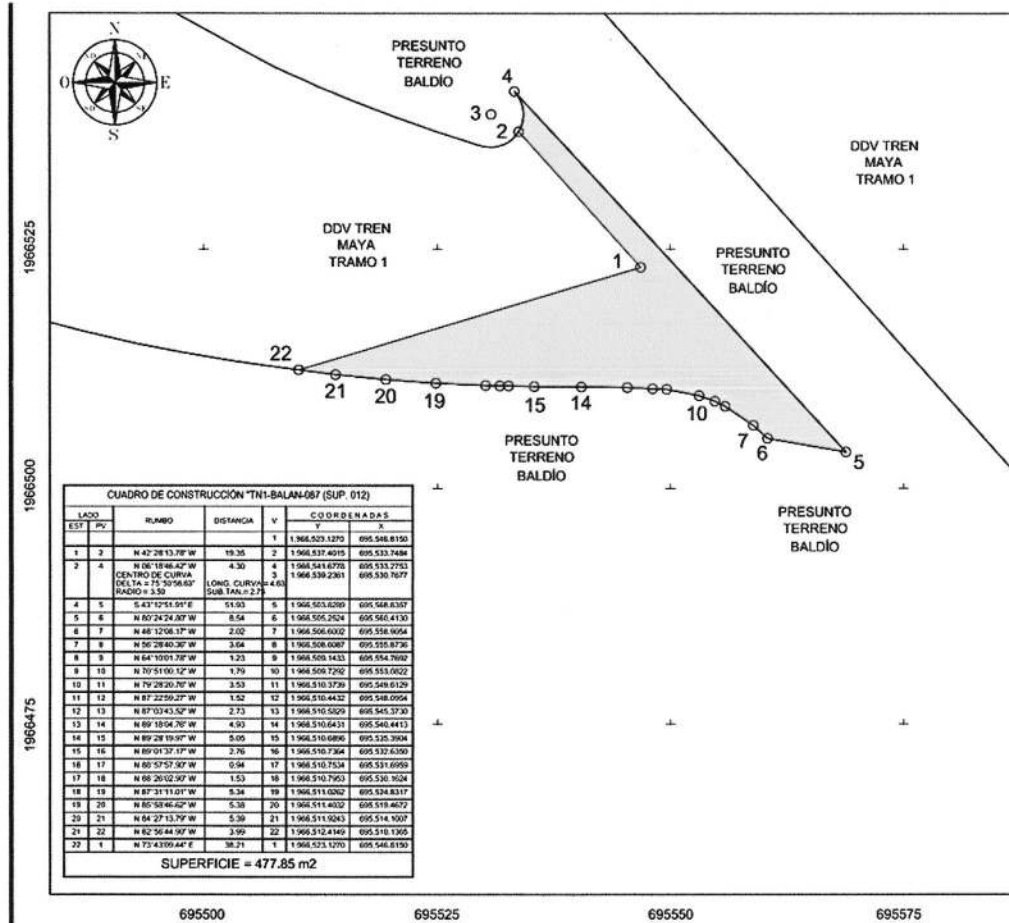 N
SO
SE
O
E
SO
SE
S
PRESUNTO
TERRENO
BALDÍO
4
3
2
DDV TREN
MAYA
TRAMO 1
DDV TREN
MAYA
TRAMO 1
PRESUNTO
TERRENO
BALDÍO
1
22
21
20
19
15
14
10
7
6
5
PRESUNTO
TERRENO
BALDÍO
PRESUNTO
TERRENO
BALDÍO
1966525
1966500
1966475
CUADRO DE CONSTRUCCIÓN "TN1-BALAN-087 (SUP. 012)
LADO RUMBO DISTANCIA V COORDENADAS
EST PV Y X
1 1.966,523.1270 695,546.8150
1 2 N 42°28'13.78" W 19.35 2 1.966,537.4015 695,533.7484
2 4 N 06°18'46.42" W 4.30 4 1.966,541.6778 695,533.2753
CENTRO DE CURVA 3 1.966,539.2361 695,530.7677
DELTA = 75°50'56.63" LONG. CURVA = 4.63
RADIO = 3.50 SUB.TAN.= 2.73
4 5 S 43°12'51.91" E 51.93 5 1.966,503.8289 695,568.8357
5 6 N 80°24'24.80" W 8.54 6 1.966,505.2524 695,560.4130
6 7 N 48°12'06.17" W 2.02 7 1.966,506.6002 695,558.9054
7 8 N 56°28'40.36" W 3.64 8 1.966,508.6087 695,555.8736
8 9 N 64°10'01.78" W 1.23 9 1.966,509.1433 695,554.7692
9 10 N 70°51'00.12" W 1.79 10 1.966,509.7292 695,553.0822
10 11 N 79°28'20.76" W 3.53 11 1.966,510.3739 695,549.6129
11 12 N 87°22'59.27" W 1.52 12 1.966,510.4432 695,548.0954
12 13 N 87°03'43.52" W 2.73 13 1.966,510.5829 695,545.3730
13 14 N 89°18'04.76" W 4.93 14 1.966,510.6431 695,540.4413
14 15 N 89°28'19.97" W 5.05 15 1.966,510.6896 695,535.3904
15 16 N 89°01'37.17" W 2.76 16 1.966,510.7364 695,532.6350
16 17 N 88°57'57.90" W 0.94 17 1.966,510.7534 695,531.6959
17 18 N 88°26'02.90" W 1.53 18 1.966,510.7953 695,530.1624
18 19 N 87°31'11.01" W 5.34 19 1.966,511.0262 695,524.8317
19 20 N 85°58'46.62" W 5.38 20 1.966,511.4032 695,519.4672
20 21 N 84°27'13.79" W 5.39 21 1.966,511.9243 695,514.1007
21 22 N 82°56'44.90" W 3.99 22 1.966,512.4149 695,510.1365
22 1 N 73°43'09.44" E 38.21 1 1.966,523.1270 695,546.8150
SUPERFICIE = 477.85 m2
695500
695525
695550
695575